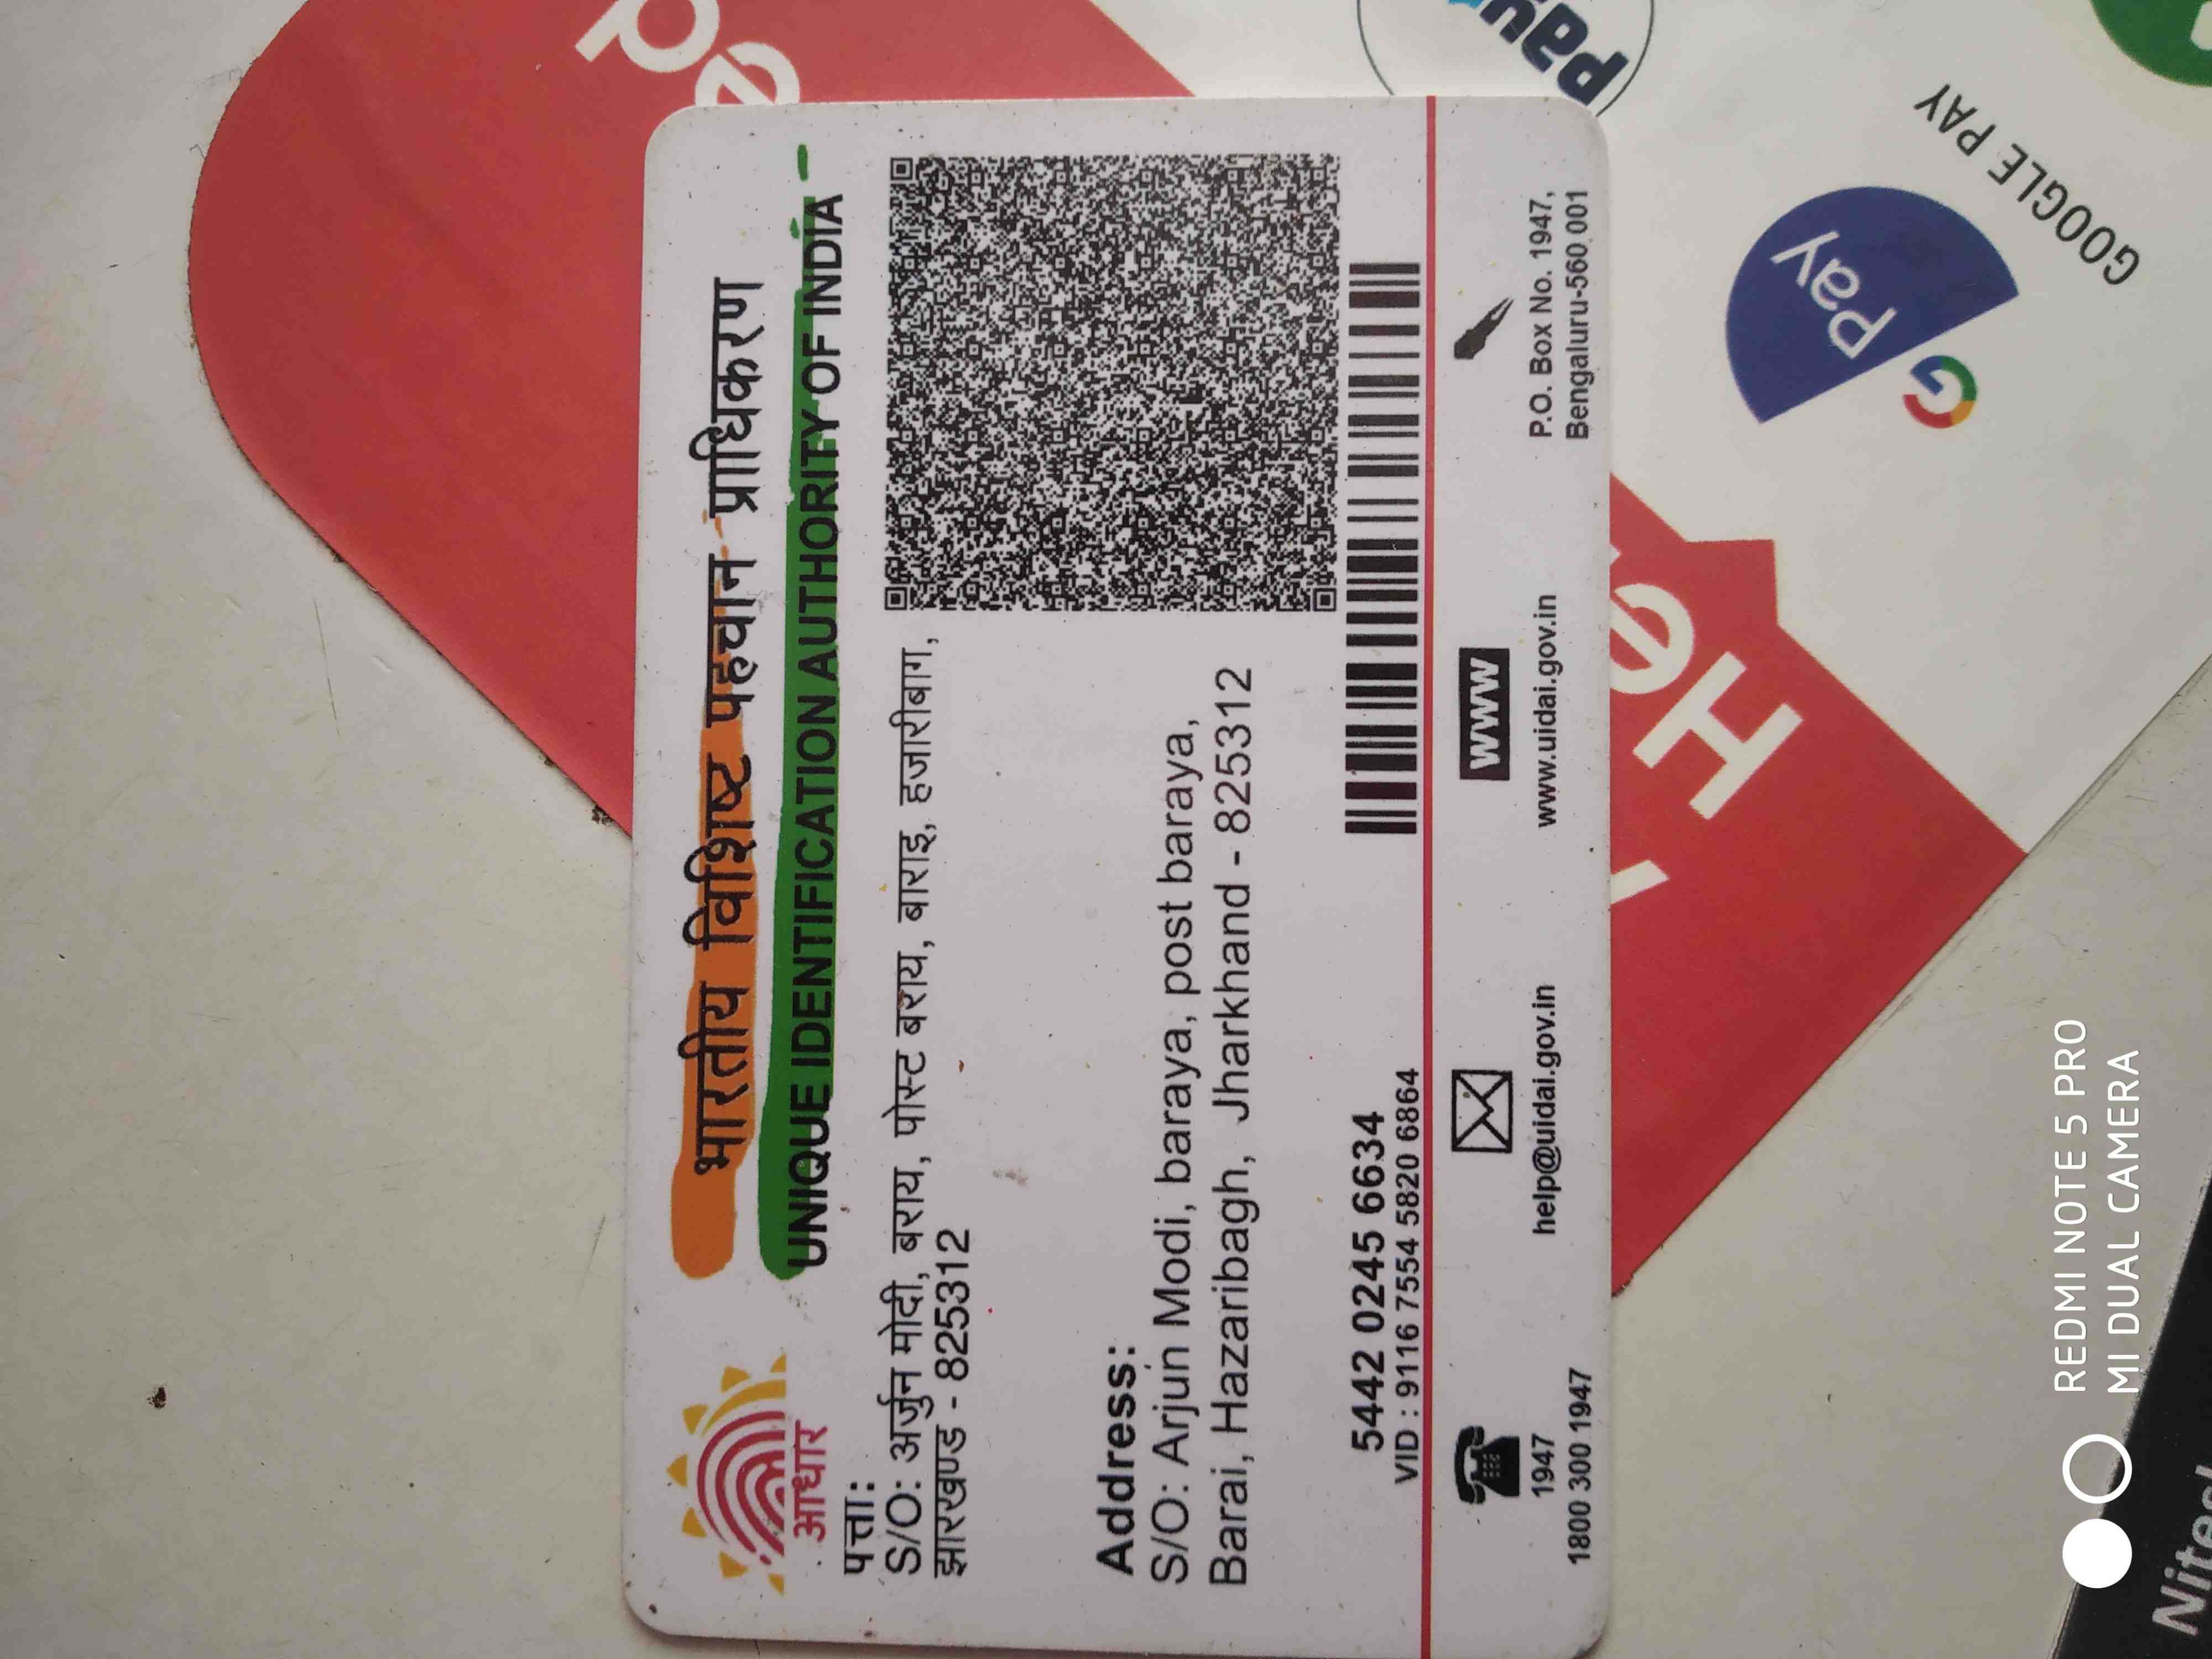 भारतीय विशिष्ट पहचान प्राधिकरण
UNIQUE IDENTIFICATION AUTHORITY OF INDIA
आधार
पत्ता:
S/O: अर्जुन मोदी, बराय, पोस्ट बराय, बाराइ, हजारीबाग,
झारखण्ड - 825312
Address:
S/O: Arjun Modi, baraya, post baraya,
Barai, Hazaribagh, Jharkhand - 825312
5442 0245 6634
VID : 9116 7554 5820 6864
1947
1800 300 1947
help@uidai.gov.in
WWW
www.uidai.gov.in
P.O. Box No. 1947,
Bengaluru-560 001
G Pay
GOOGLE PAY
REDMI NOTE 5 PRO
MI DUAL CAMERA